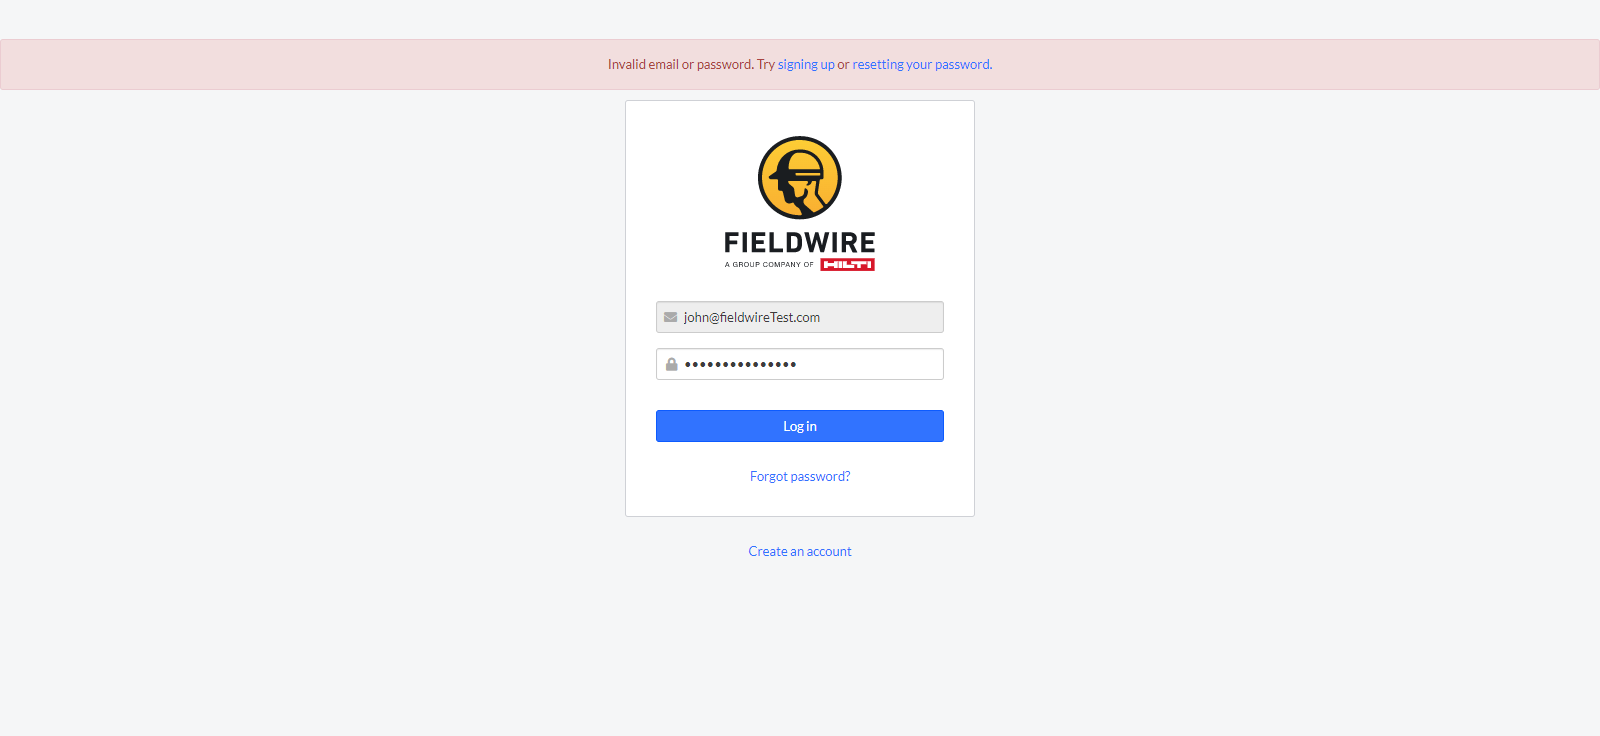 Invalid email or password. Try signing up or resetting your password.
FIELDWIRE
A GROUP COMPANY OF HILTI
john@fieldwireTest.com
•••••••••••••••
Log in
Forgot password?
Create an account